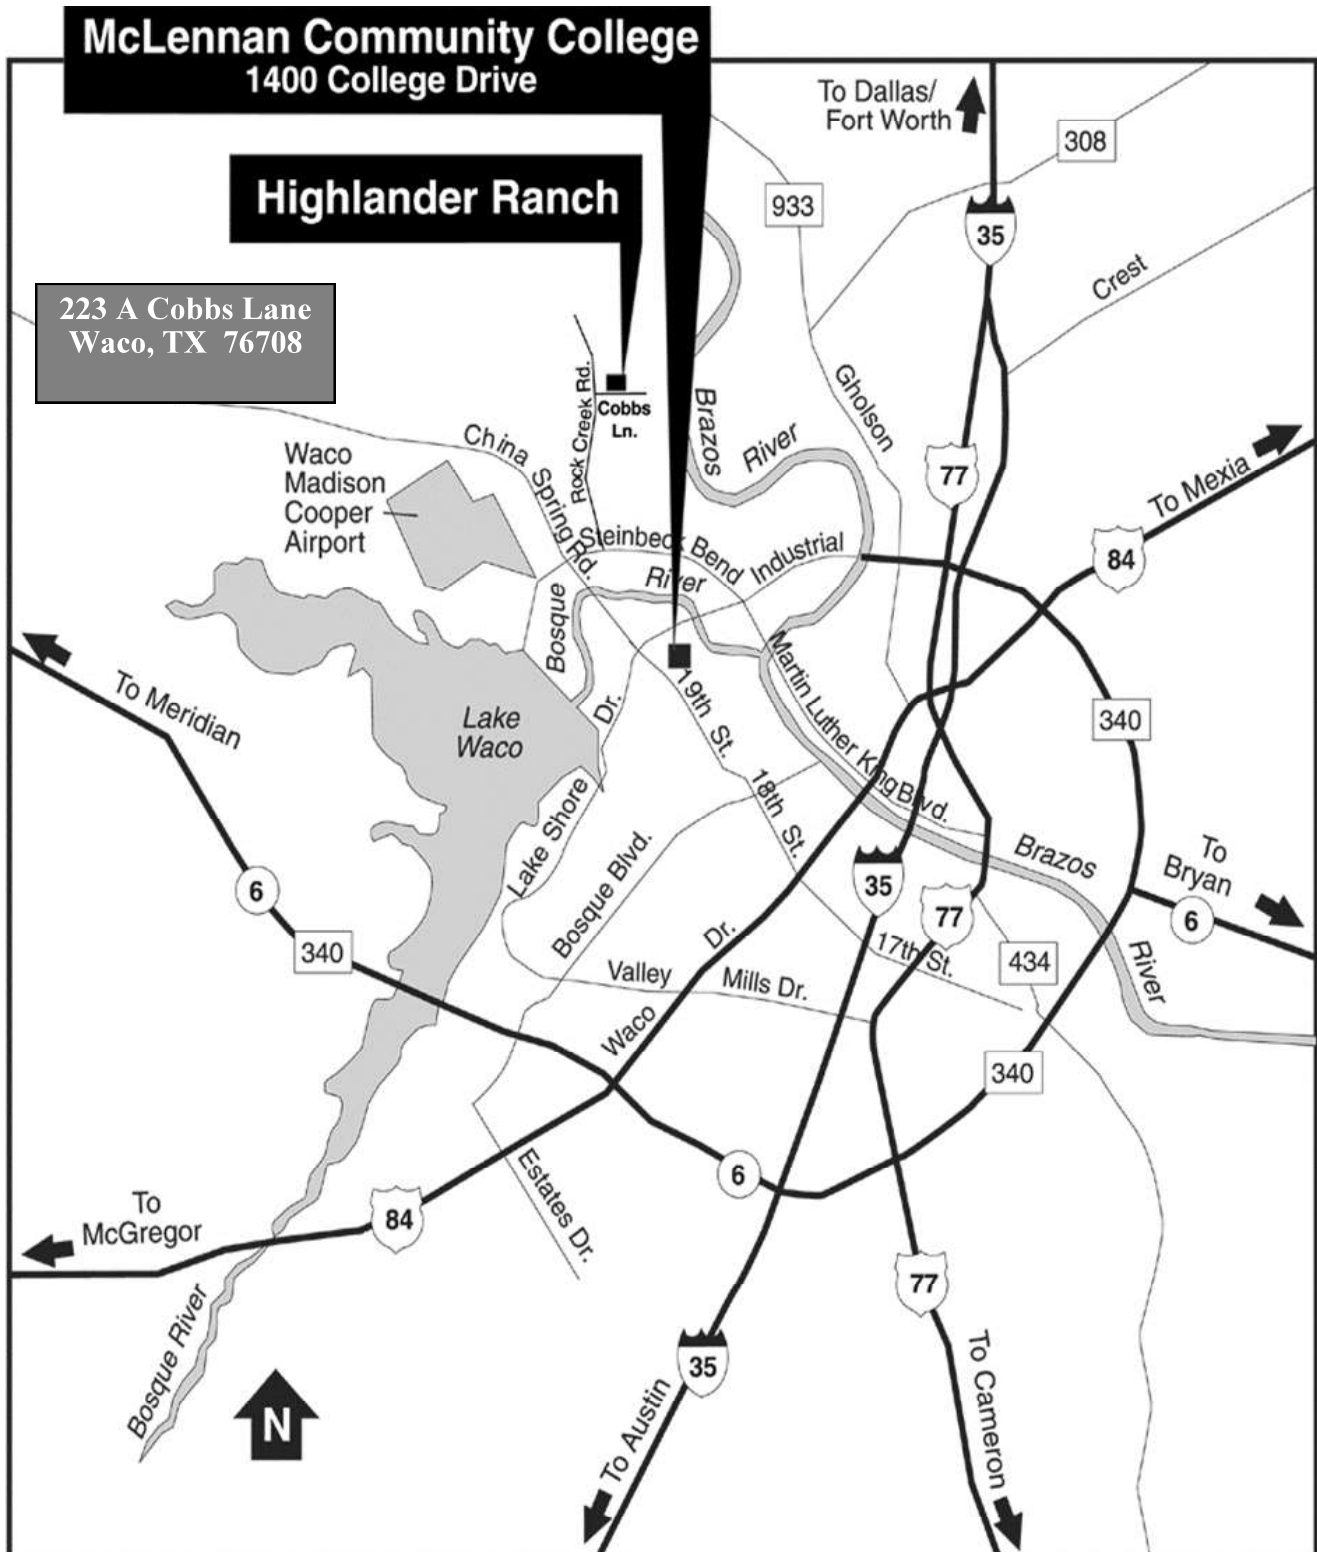 McLennan Community College
1400 College Drive
To Dallas/
Fort Worth
308
Highlander Ranch
933
35
Crest
223 A Cobbs Lane
Waco, TX 76708
Rock Creek Rd.
Cobbs
Ln.
Gholson
Brazos
River
China
Spring Rd.
Waco
Madison
Cooper
Airport
77
To Mexia
84
Steinbeck Bend
Industrial
River
Bosque
To Meridian
Lake
Waco
Dr.
19th St.
Martin Luther King Blvd.
340
18th St.
Lake Shore
Bosque Blvd.
Brazos
To
Bryan
6
35
77
6
340
Dr.
17th St.
434
River
Valley
Mills Dr.
Waco
340
6
Estates Dr.
To
McGregor
84
77
Bosque River
35
To Cameron
To Austin
N